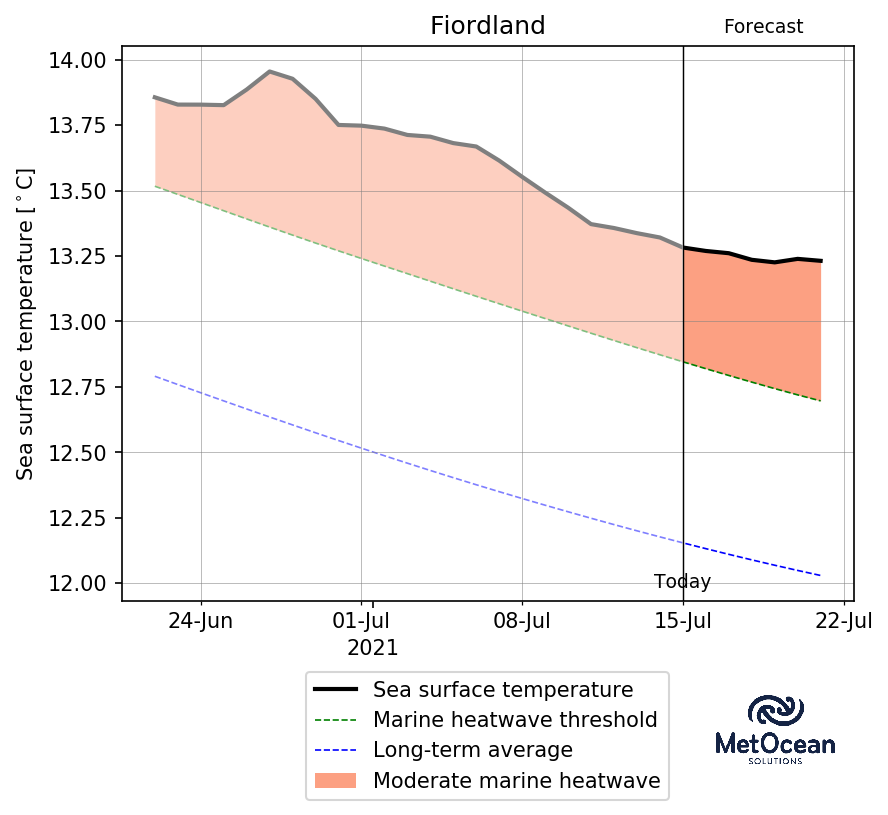 Fiordland
Forecast
Sea surface temperature [°C]
14.00
13.75
13.50
13.25
13.00
12.75
12.50
12.25
12.00
Today
24-Jun 01-Jul 08-Jul 15-Jul 22-Jul
2021
Sea surface temperature
Marine heatwave threshold
Long-term average
Moderate marine heatwave
MetOcean
SOLUTIONS